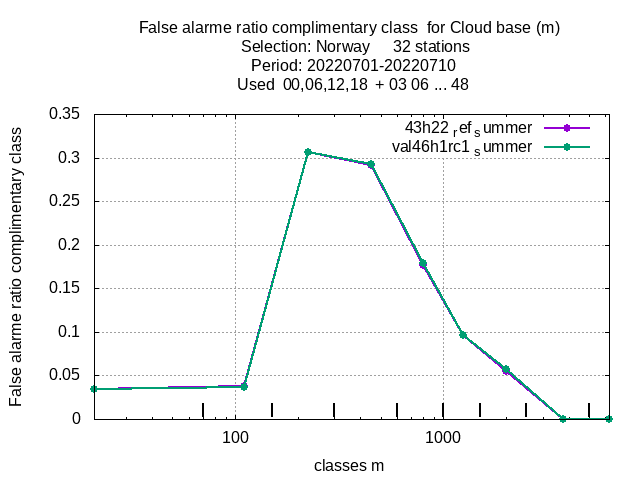 False alarme ratio complimentary class  for Cloud base (m)
Selection: Norway     32 stations
Period: 20220701-20220710
Used  00,06,12,18  + 03 06 ... 48
0.35
0.3
0.25
0.2
0.15
0.1
0.05
0
False alarme ratio complimentary class
43h22 ref summer
val46h1rc1 summer
100
1000
classes m